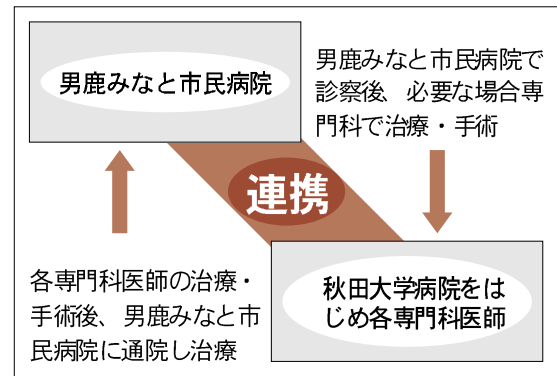 男鹿みなと市民病院
男鹿みなと市民病院で
診察後、必要な場合専
門科で治療・手術
連携
各専門科医師の治療・
手術後、男鹿みなと市
民病院に通院し治療
秋田大学病院をは
じめ各専門科医師